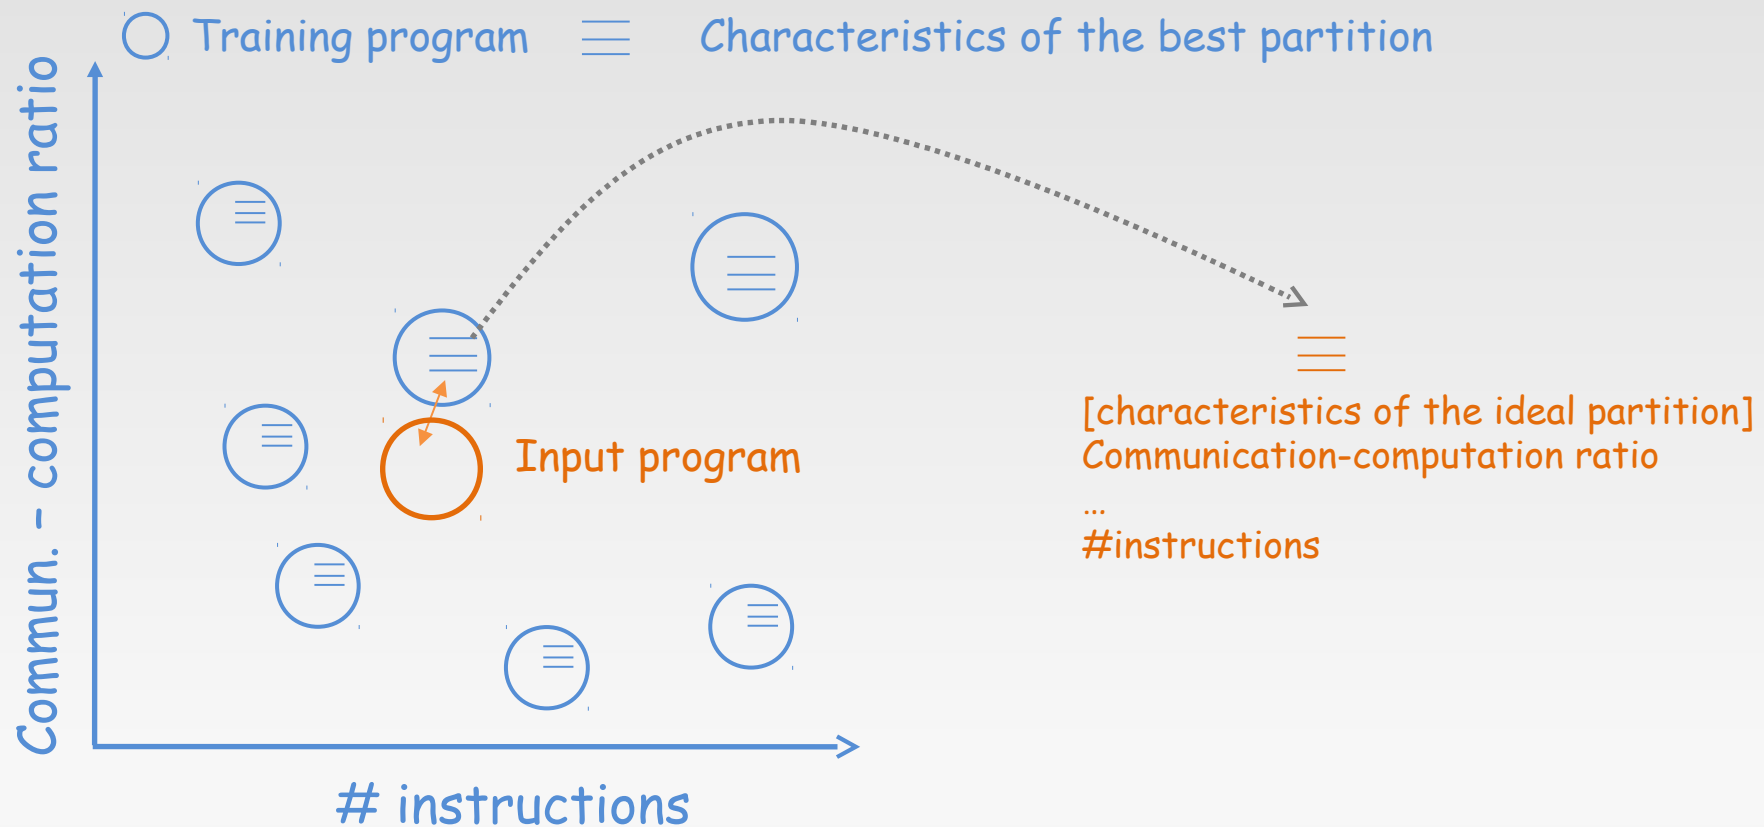 Training program
Characteristics of the best partition
Commun. - computation ratio
Input program
[characteristics of the ideal partition]
Communication-computation ratio
...
#instructions
# instructions